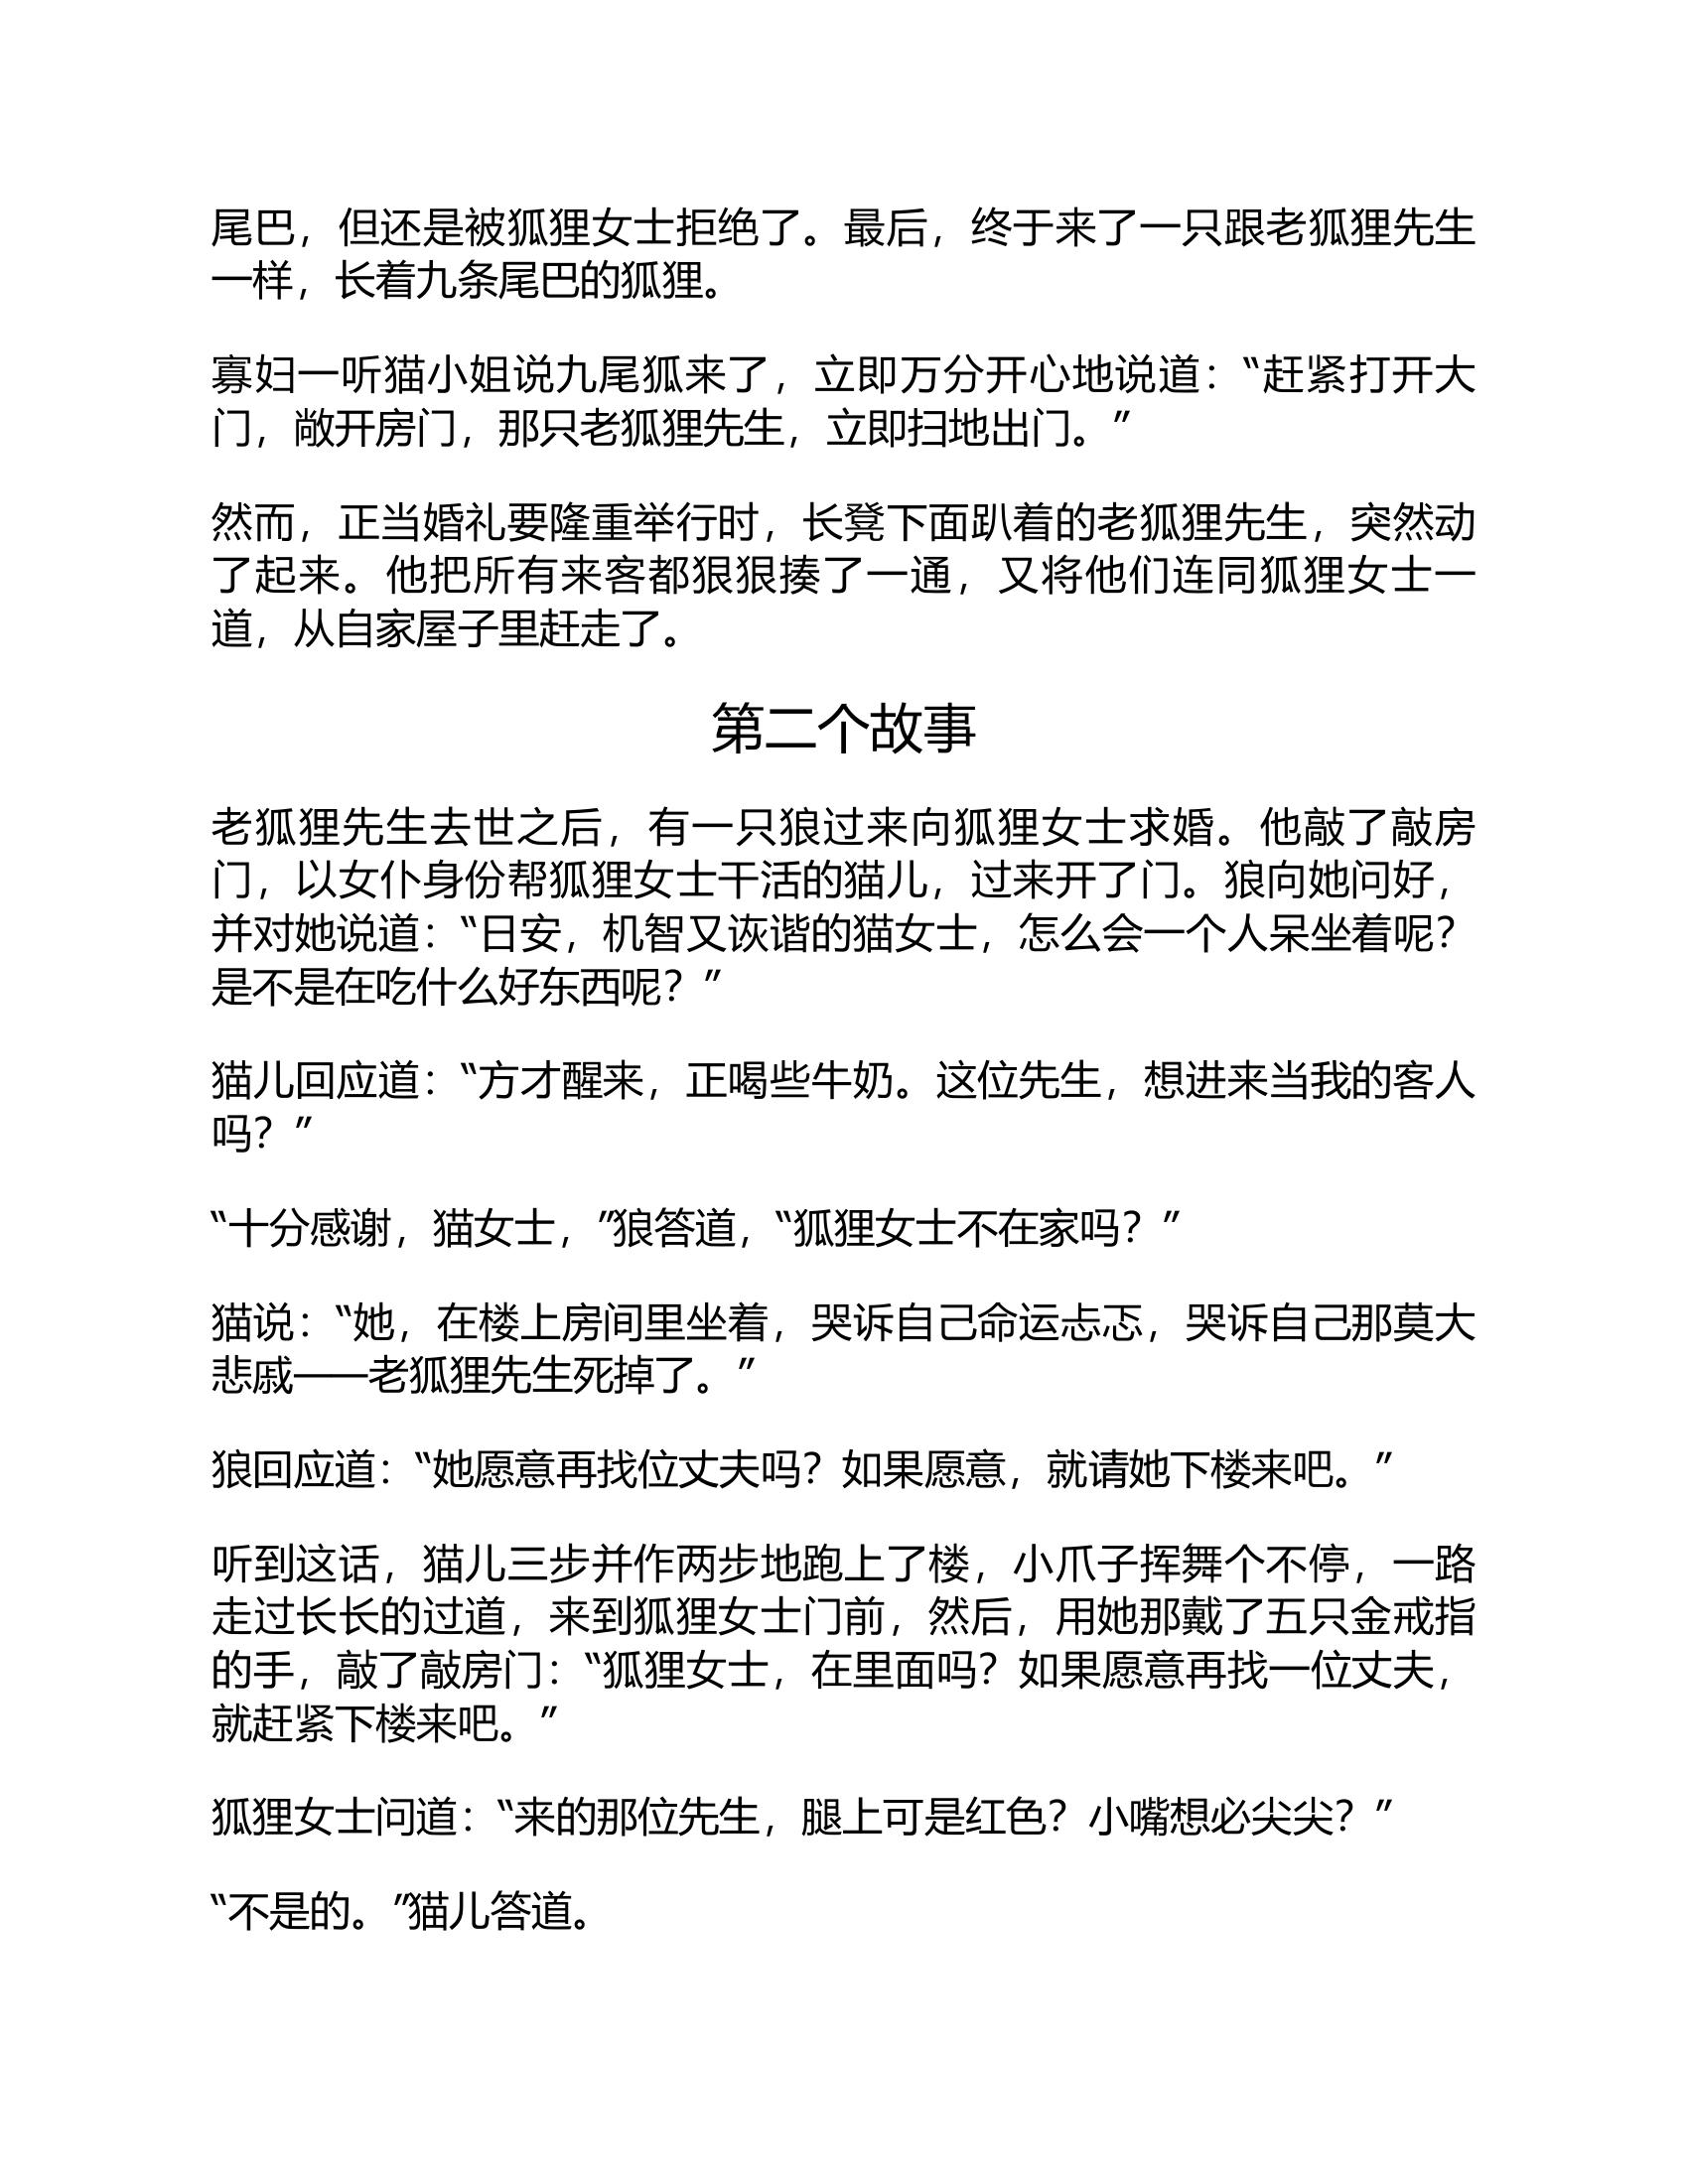 尾巴，但还是被狐狸女士拒绝了。最后，终于来了一只跟老狐狸先生
一样，长着九条尾巴的狐狸。
寡妇一听猫小姐说九尾狐来了，立即万分开心地说道：“赶紧打开大
门，敞开房门，那只老狐狸先生，立即扫地出门。”
然而，正当婚礼要隆重举行时，长凳下面趴着的老狐狸先生，突然动
了起来。他把所有来客都狠狠揍了一通，又将他们连同狐狸女士一
道，从自家屋子里赶走了。
第二个故事
老狐狸先生去世之后，有一只狼过来向狐狸女士求婚。他敲了敲房
门，以女仆身份帮狐狸女士干活的猫儿，过来开了门。狼向她问好，
并对她说道：“日安，机智又诙谐的猫女士，怎么会一个人呆坐着呢？
是不是在吃什么好东西呢？”
猫儿回应道：“方才醒来，正喝些牛奶。这位先生，想进来当我的客人
吗？”
“十分感谢，猫女士，”狼答道，“狐狸女士不在家吗？”
猫说：“她，在楼上房间里坐着，哭诉自己命运忐忑，哭诉自己那莫大
悲戚——老狐狸先生死掉了。”
狼回应道：“她愿意再找位丈夫吗？如果愿意，就请她下楼来吧。”
听到这话，猫儿三步并作两步地跑上了楼，小爪子挥舞个不停，一路
走过长长的过道，来到狐狸女士门前，然后，用她那戴了五只金戒指
的手，敲了敲房门：“狐狸女士，在里面吗？如果愿意再找一位丈夫，
就赶紧下楼来吧。”
狐狸女士问道：“来的那位先生，腿上可是红色？小嘴想必尖尖？”
“不是的。”猫儿答道。